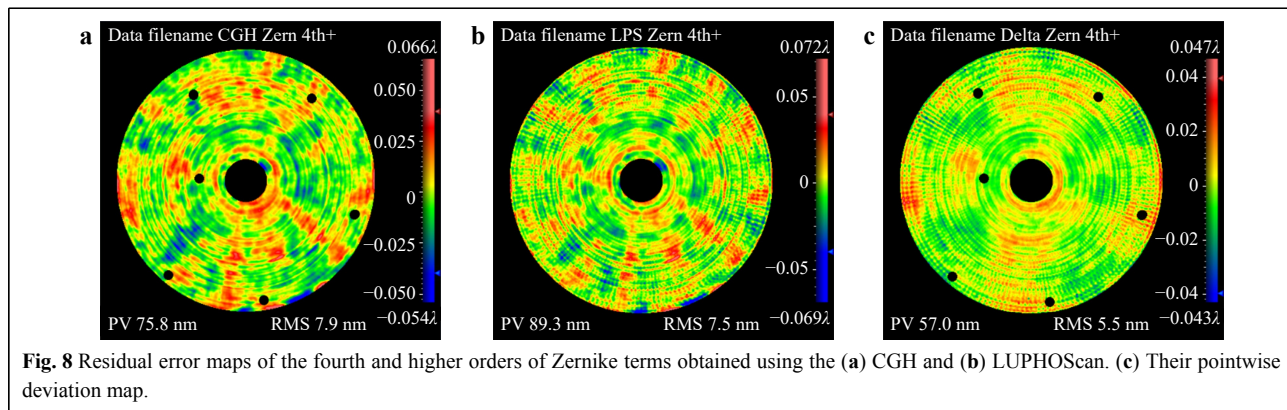 a
Data filename CGH Zern 4th+
0.066λ
0.050
0.025
0
−0.025
−0.050
−0.054λ
PV 75.8 nm
RMS 7.9 nm
b
Data filename LPS Zern 4th+
0.072λ
0.05
0
−0.05
−0.069λ
PV 89.3 nm
RMS 7.5 nm
c
Data filename Delta Zern 4th+
0.047λ
0.04
0.02
0
−0.02
−0.04
−0.043λ
PV 57.0 nm
RMS 5.5 nm
Fig. 8 Residual error maps of the fourth and higher orders of Zernike terms obtained using the (a) CGH and (b) LUPHOScan. (c) Their pointwise
deviation map.